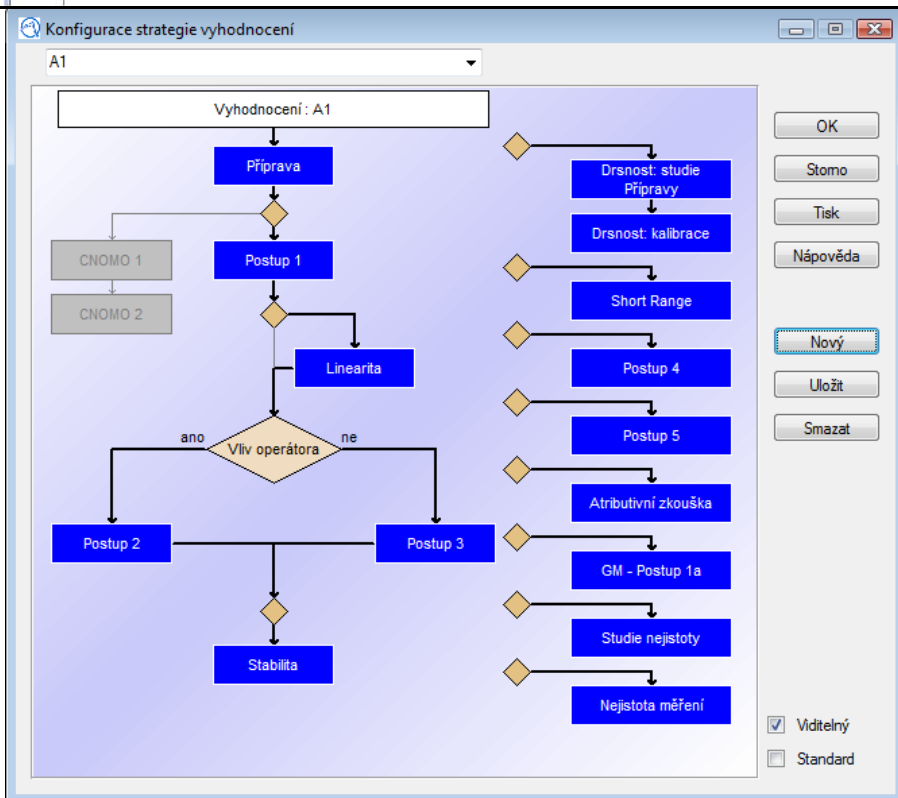 Konfigurace strategie vyhodnocení
A1
Vyhodnocení : A1
Příprava
CNOMO 1
Postup 1
CNOMO 2
Linearita
ano
Vliv operátora
ne
Postup 2
Postup 3
Stabilita
Drsnost: studie
Přípravy
Drsnost: kalibrace
Short Range
Postup 4
Postup 5
Atributivní zkouška
GM - Postup 1a
Studie nejistoty
Nejistota měření
OK
Storno
Tisk
Nápověda
Nový
Uložit
Smazat
Viditelný
Standard